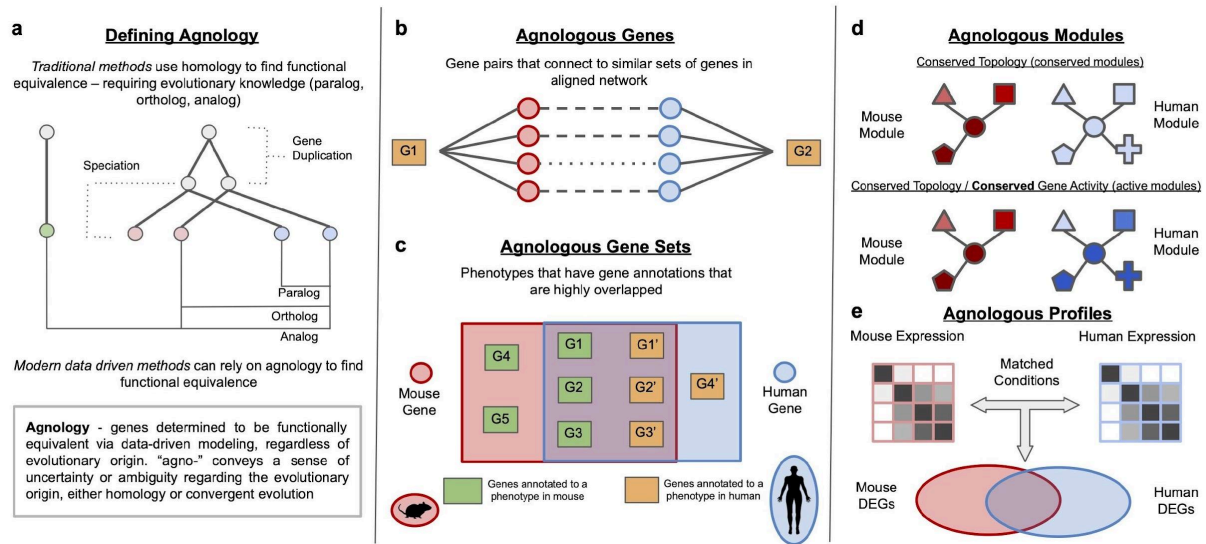 a
Defining Agnology
Traditional methods use homology to find functional
equivalence – requiring evolutionary knowledge (paralog,
ortholog, analog)
Speciation
Gene
Duplication
Paralog
Ortholog
Analog
Modern data driven methods can rely on agnology to find
functional equivalence
Agnology - genes determined to be functionally
equivalent via data-driven modeling, regardless of
evolutionary origin. "agno-" conveys a sense of
uncertainty or ambiguity regarding the evolutionary
origin, either homology or convergent evolution
b
Agnologous Genes
Gene pairs that connect to similar sets of genes in
aligned network
G1
G2
c
Agnologous Gene Sets
Phenotypes that have gene annotations that
are highly overlapped
Mouse
Gene
G4
G5
G1
G2
G3
G1'
G2'
G3'
G4'
Human
Gene
Genes annotated to a
phenotype in mouse
Genes annotated to a
phenotype in human
d
Agnologous Modules
Conserved Topology (conserved modules)
Mouse
Module
Human
Module
Conserved Topology / Conserved Gene Activity (active modules)
Mouse
Module
Human
Module
e
Agnologous Profiles
Mouse Expression
Human Expression
Matched
Conditions
Mouse
DEGs
Human
DEGs